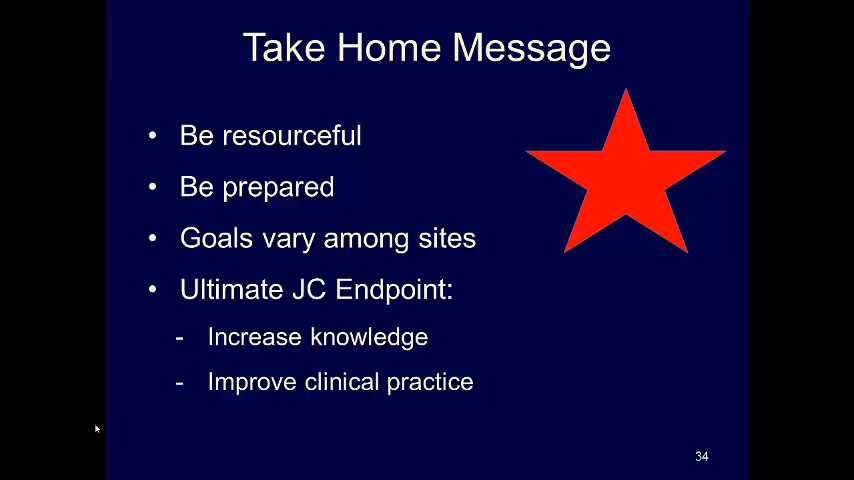 Take Home Message
• Be resourceful
• Be prepared
• Goals vary among sites
• Ultimate JC Endpoint:
- Increase knowledge
- Improve clinical practice
34